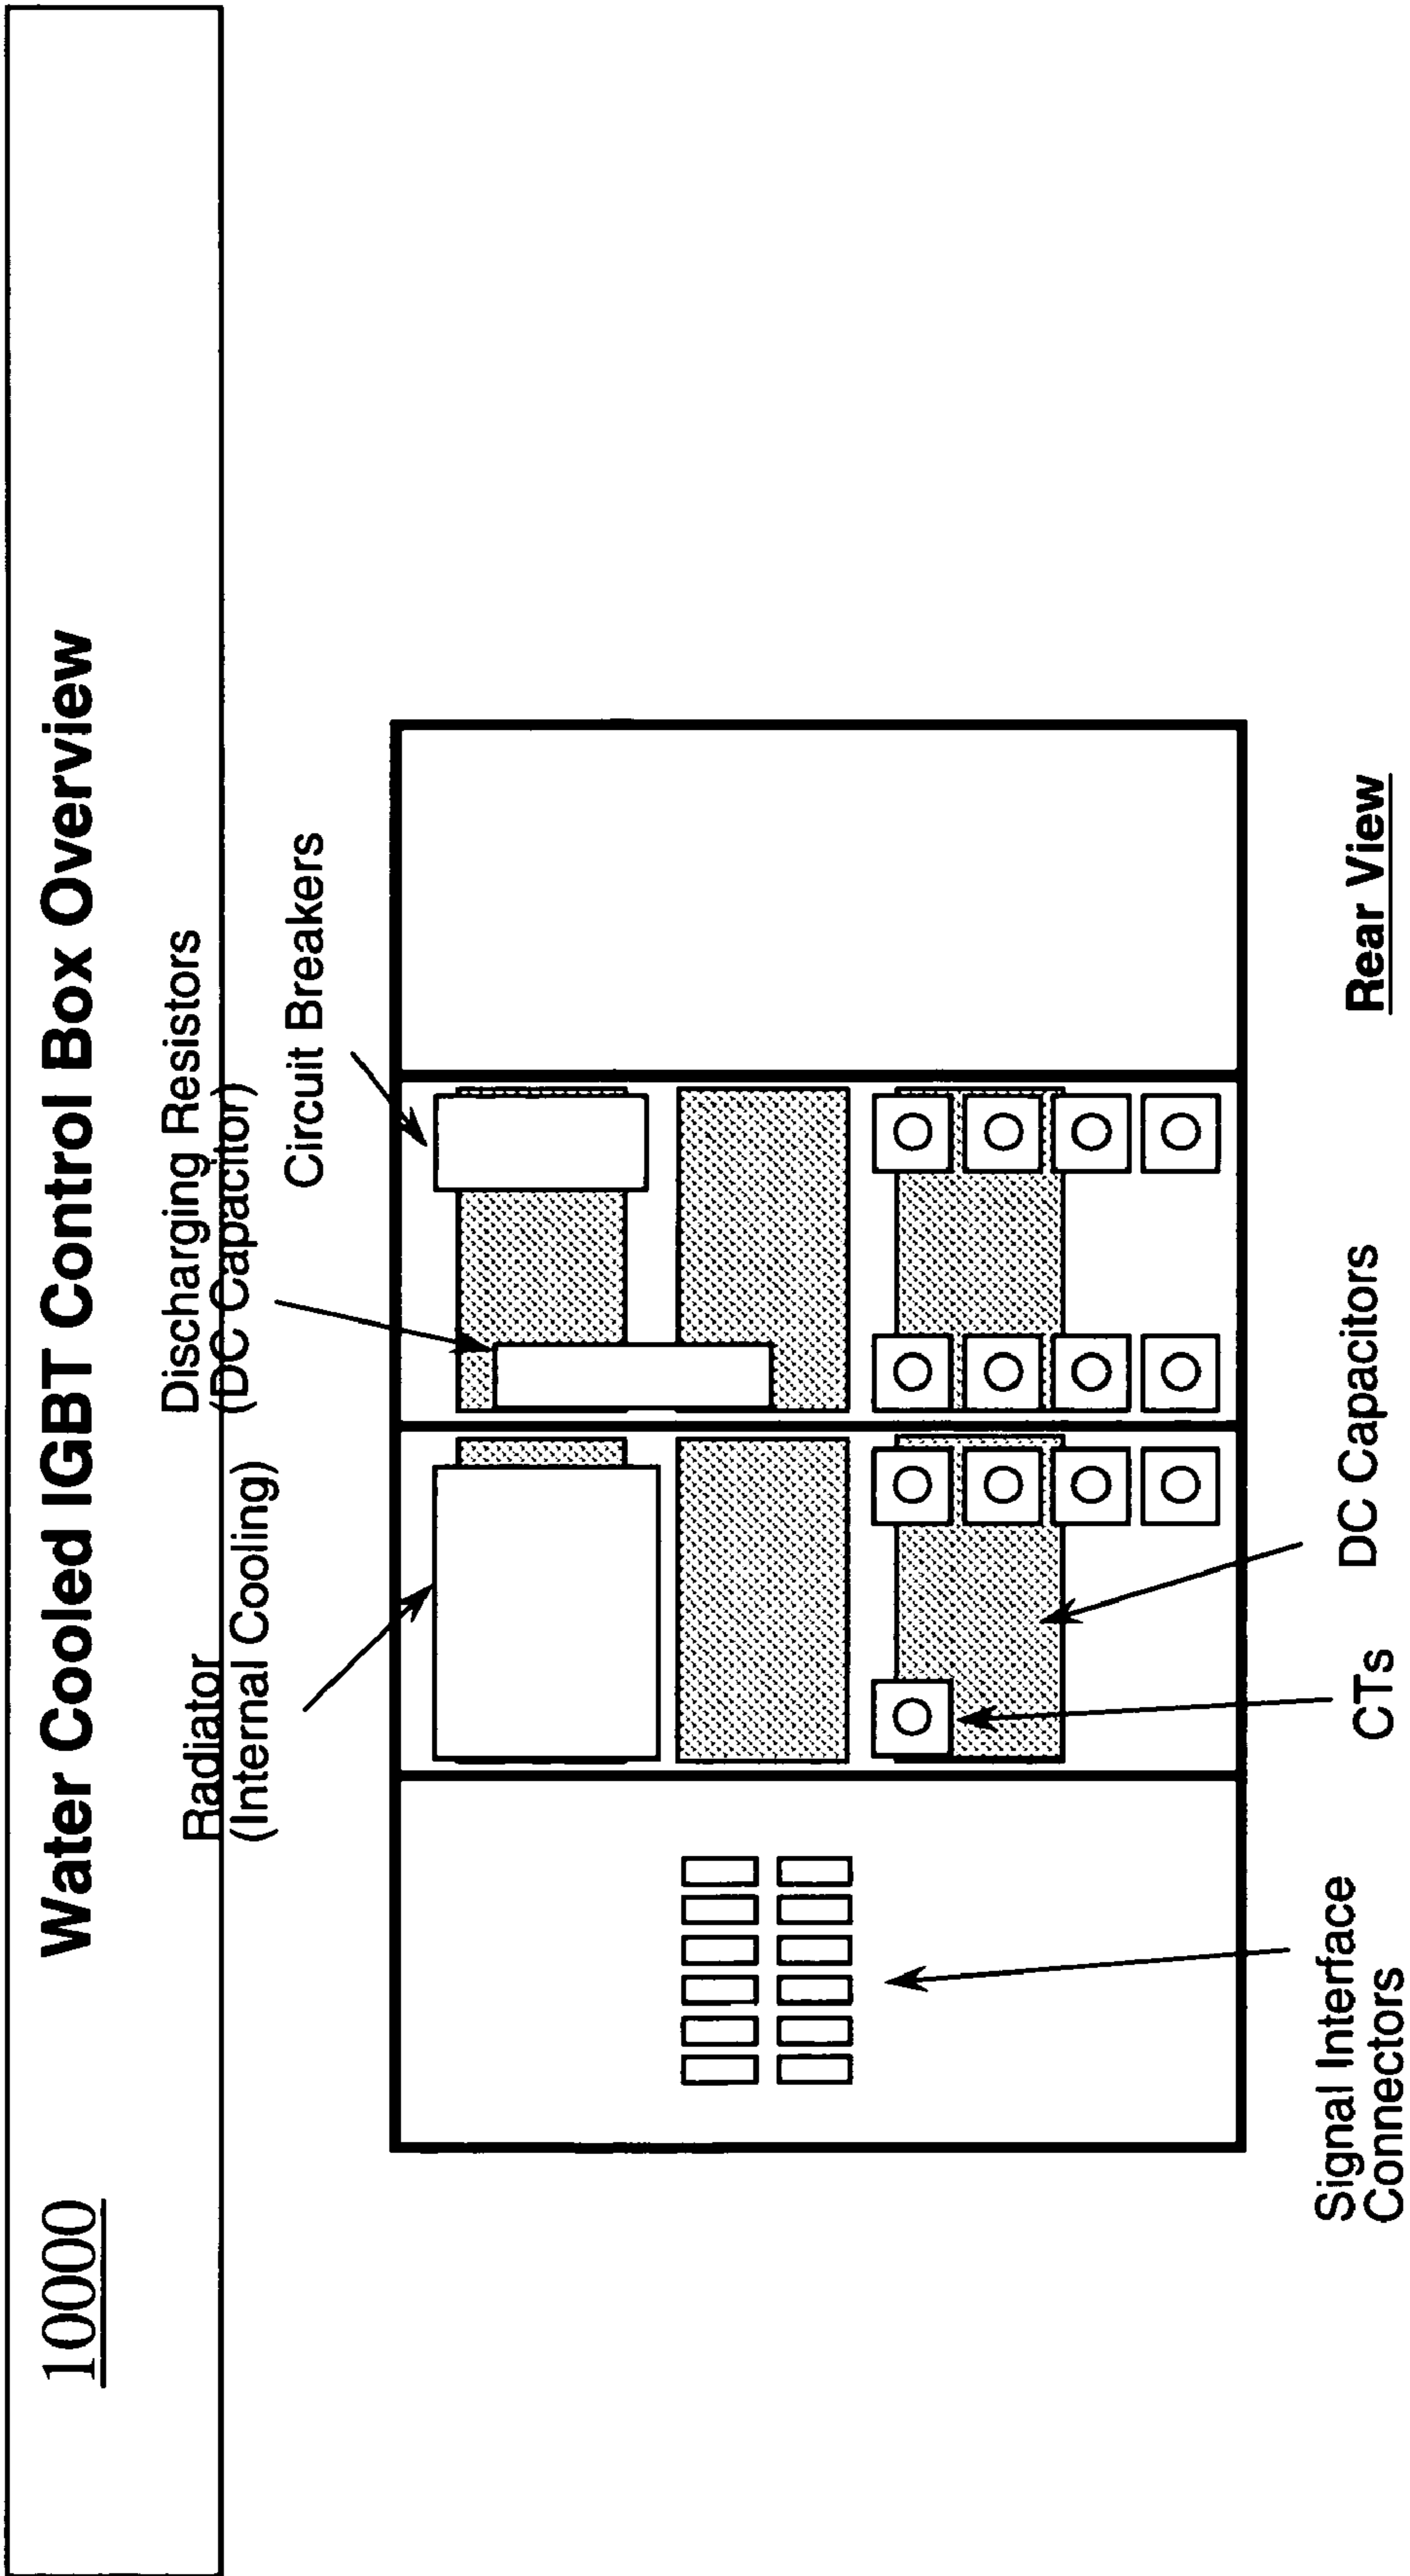 10000
Water Cooled IGBT Control Box Overview
Radiator
(Internal Cooling)
Discharging Resistors
(DC Capacitor)
Circuit Breakers
Signal Interface
Connectors
CTs
DC Capacitors
Rear View